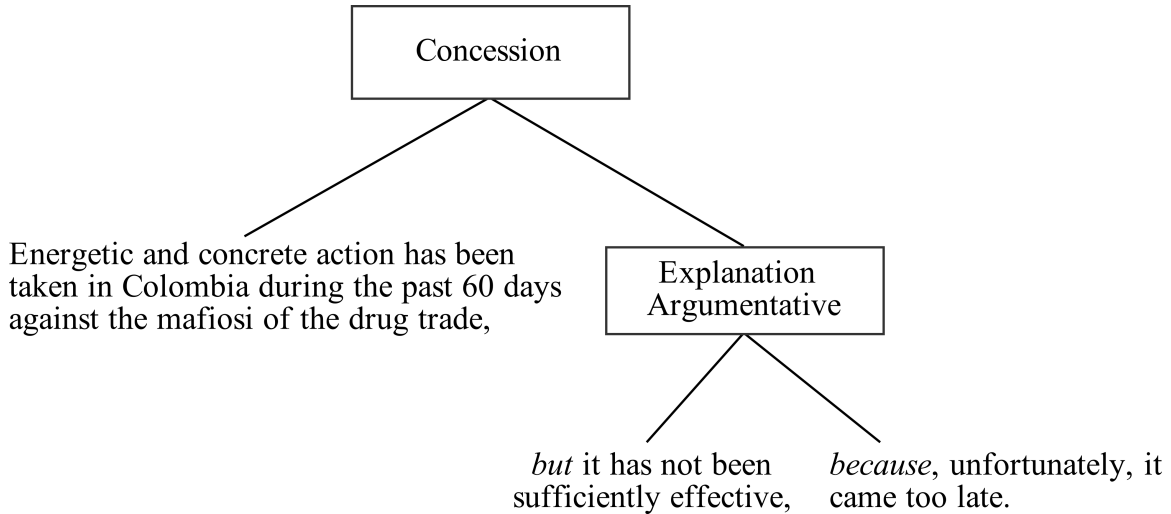 Concession
Energetic and concrete action has been
taken in Colombia during the past 60 days
against the mafiosi of the drug trade,
Explanation
Argumentative
but it has not been
sufficiently effective,
because, unfortunately, it
came too late.